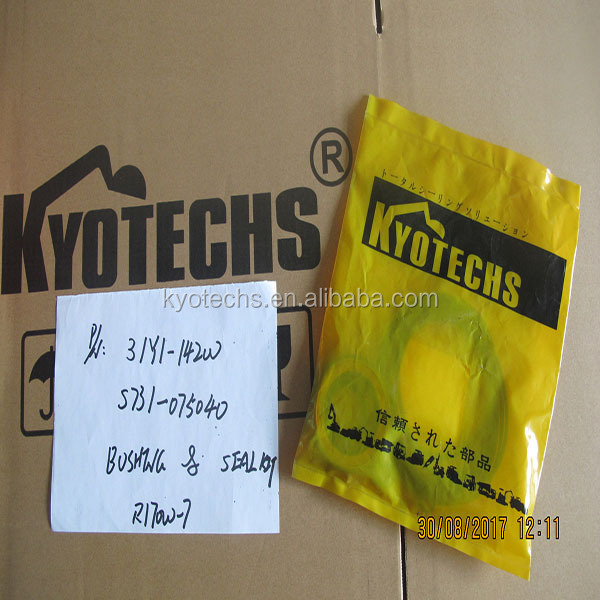 KYOTECHS ®
トータルシーリングソリューション
KYOTECHS
kyotechs.en.alibaba.com
P/N: 31Y1-142W
S731-075040
BUSHING & SEAL KIT
R170W-7
信頼された部品
30/08/2017 12:11